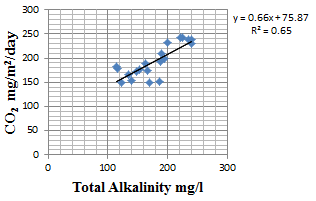 300
250
200
150
100
50
0
0 100 200 300
CO₂ mg/m²/day
Total Alkalinity mg/l
y = 0.66x + 75.87
R² = 0.65